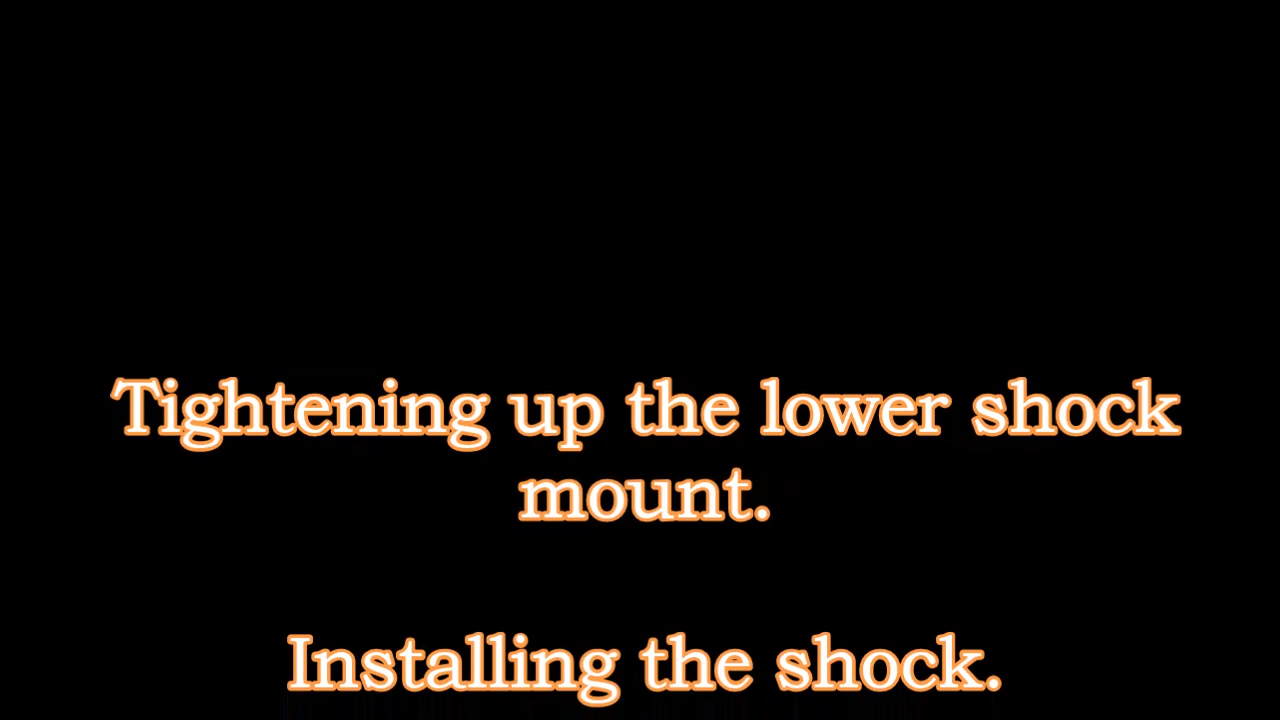 Tightening up the lower shock
mount.
Installing the shock.